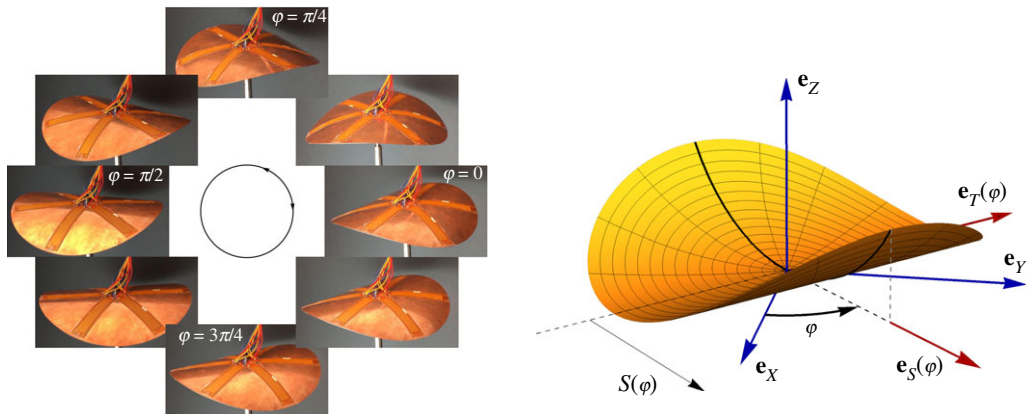 φ = π/4
φ = π/2
φ = 0
φ = 3π/4
e_Z
e_T(φ)
e_Y
φ
e_X
e_S(φ)
S(φ)